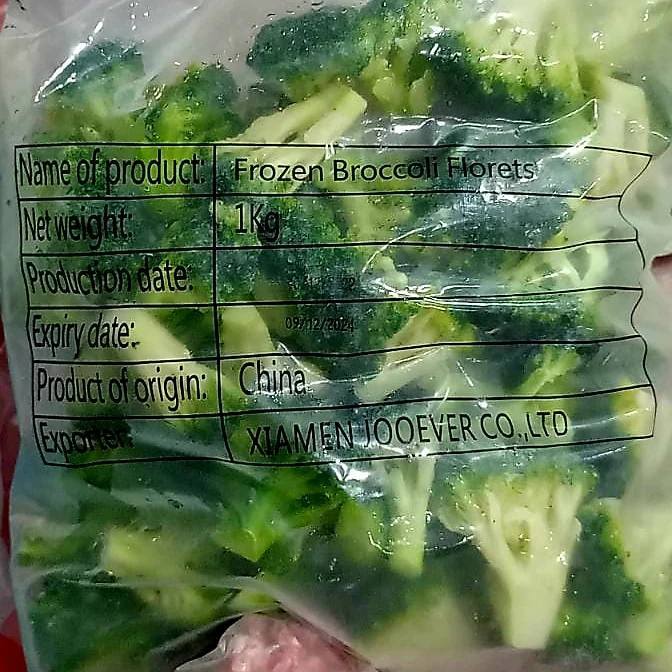 Name of product: Frozen Broccoli Florets
Net weight: 1Kg
Production date:
Expiry date: 09/12/2024
Product of origin: China
Exporter: XIAMEN JOOEVER CO.,LTD